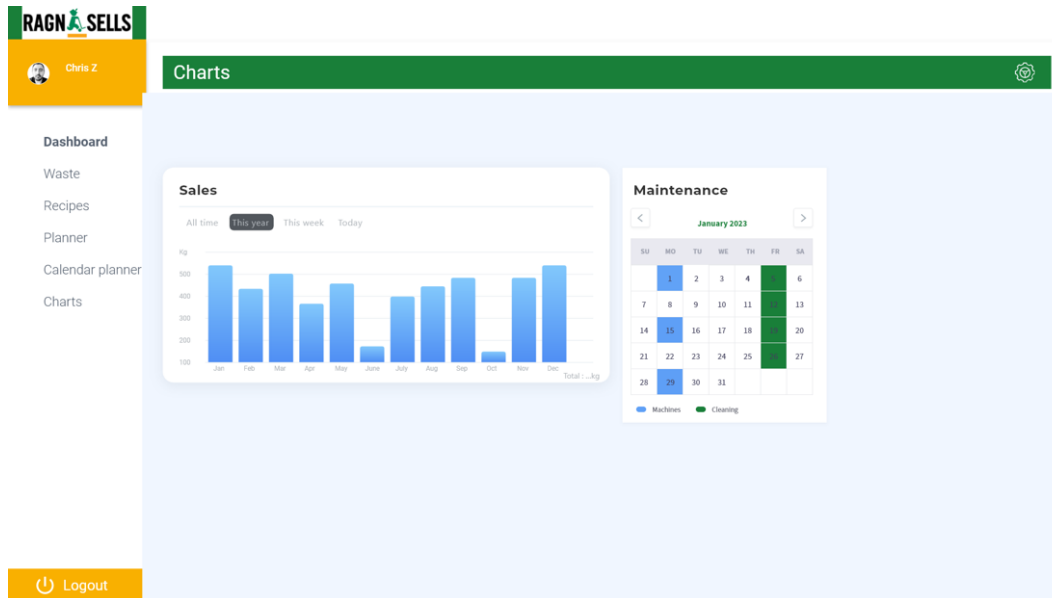 RAGN SELLS
Chris Z
Charts
Dashboard
Waste
Recipes
Planner
Calendar planner
Charts
Logout
Sales
All time This year This week Today
Kg
500
400
300
200
100
Jan Feb Mar Apr May June July Aug Sep Oct Nov Dec
Total : ...kg
Maintenance
January 2023
SU MO TU WE TH FR SA
1 2 3 4 5 6
7 8 9 10 11 12 13
14 15 16 17 18 19 20
21 22 23 24 25 26 27
28 29 30 31
Machines Cleaning